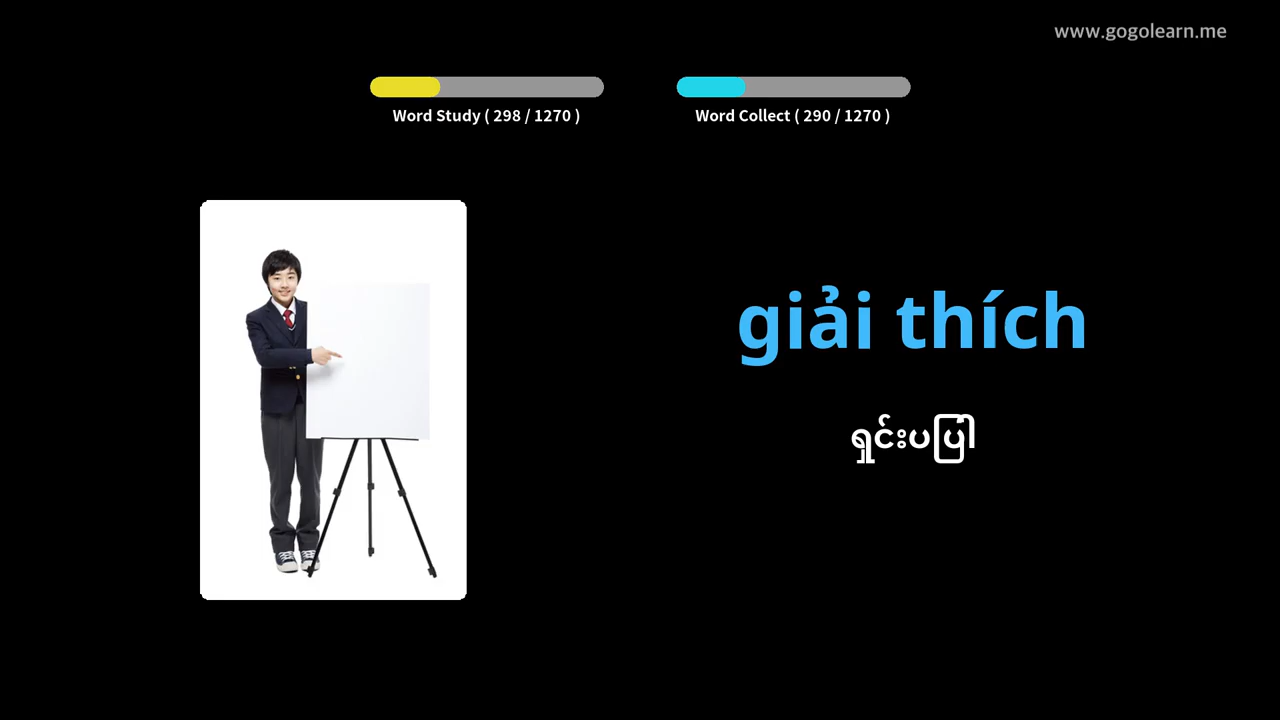 www.gogolearn.me
Word Study ( 298 / 1270 )
Word Collect ( 290 / 1270 )
giải thích
ရှင်းပပြါ